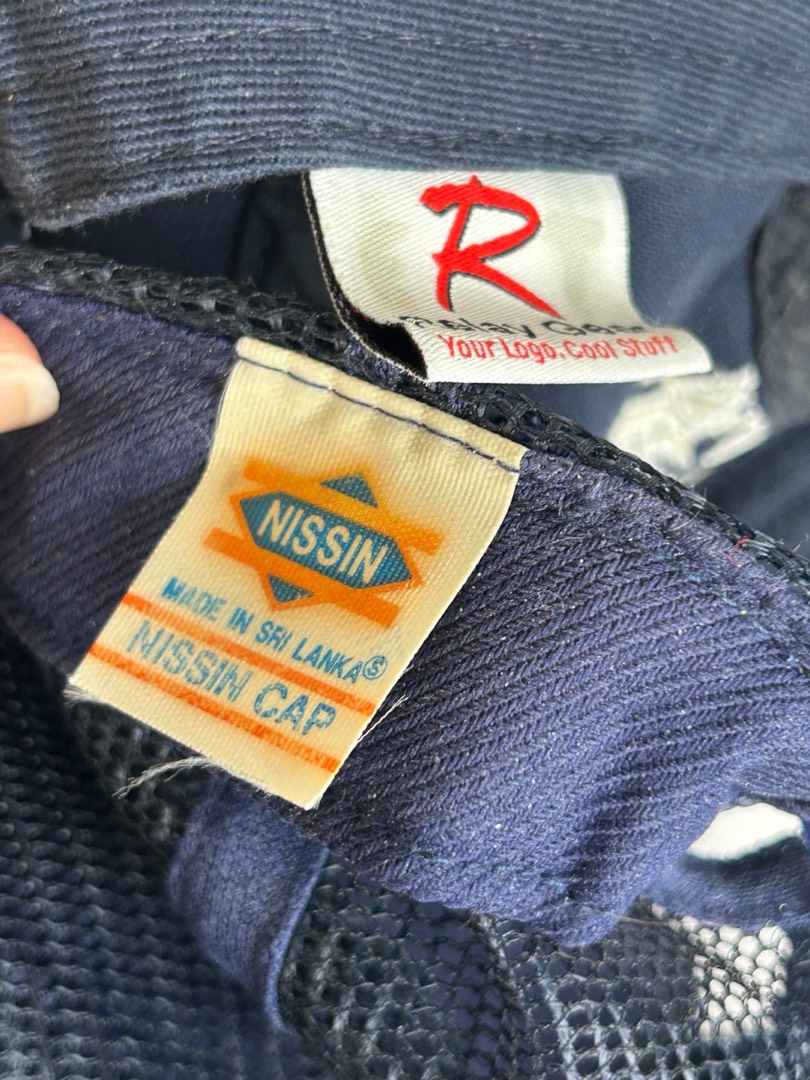 R
Your Logo. Cool Stuff
NISSIN
MADE IN SRI LANKA Ⓢ
NISSIN CAP